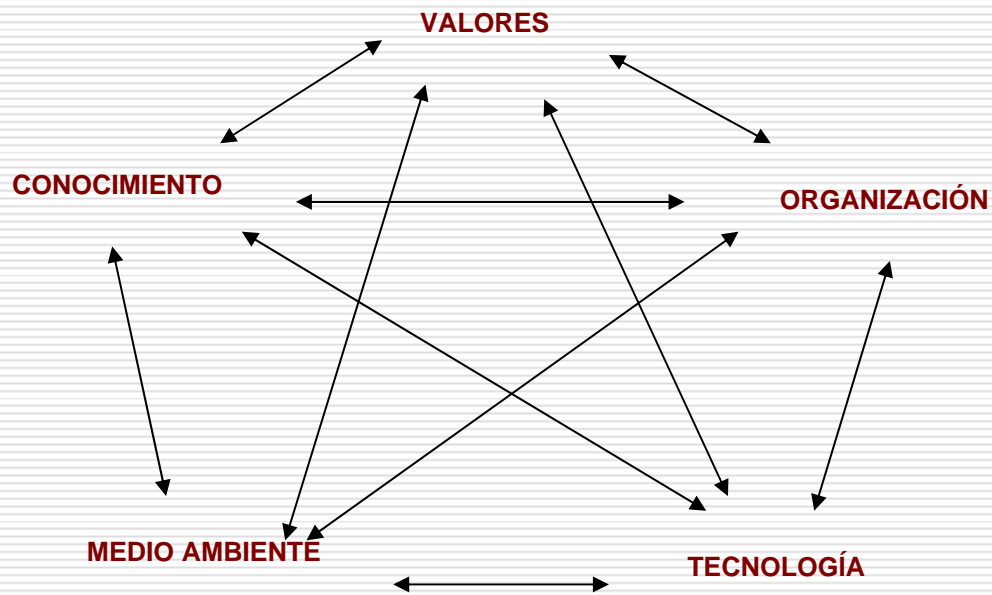 VALORES
CONOCIMIENTO
ORGANIZACIÓN
MEDIO AMBIENTE
TECNOLOGÍA